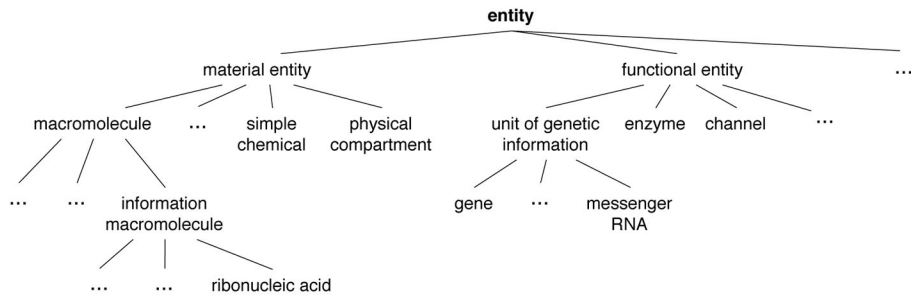 entity
material entity
functional entity
...
macromolecule
...
simple
chemical
physical
compartment
unit of genetic
information
enzyme
channel
...
...
...
information
macromolecule
gene
...
messenger
RNA
...
...
ribonucleic acid